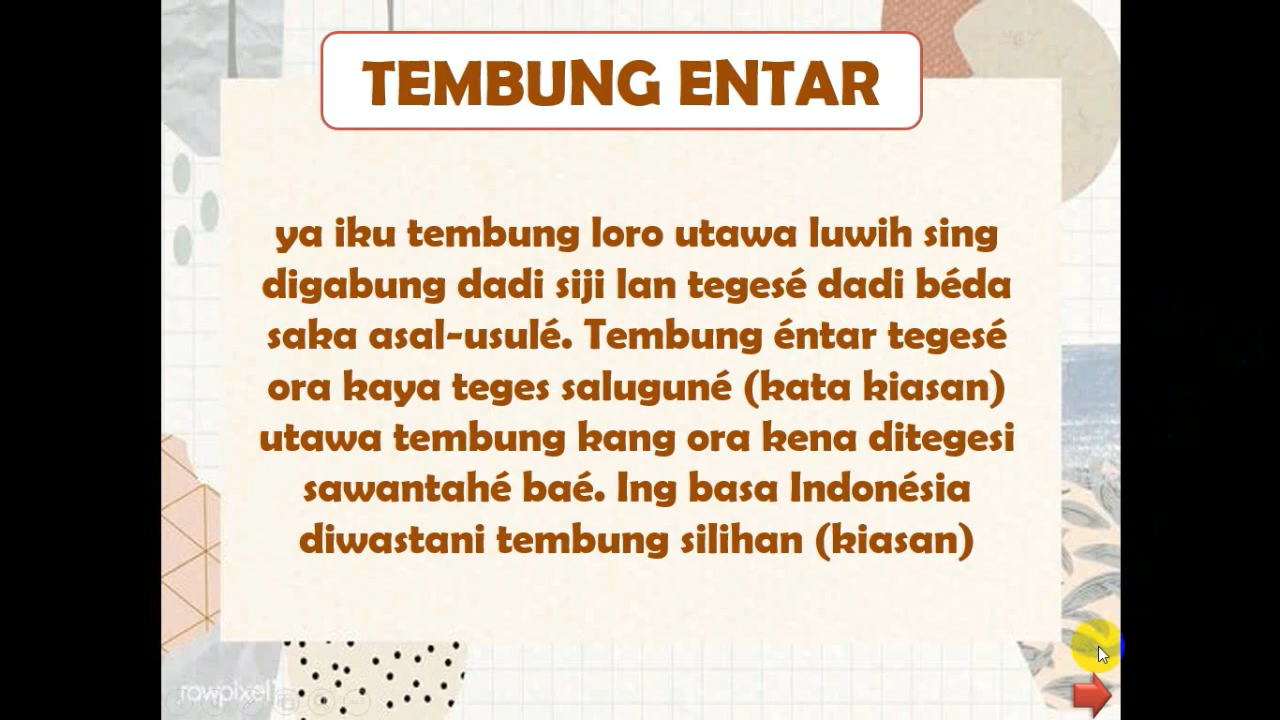 TEMBUNG ENTAR
ya iku tembung loro utawa luwih sing
digabung dadi siji lan tegesé dadi béda
saka asal-usulé. Tembung éntar tegesé
ora kaya teges saluguné (kata kiasan)
utawa tembung kang ora kena ditegesi
sawantahé baé. Ing basa Indonésia
diwastani tembung silihan (kiasan)
rawpixel